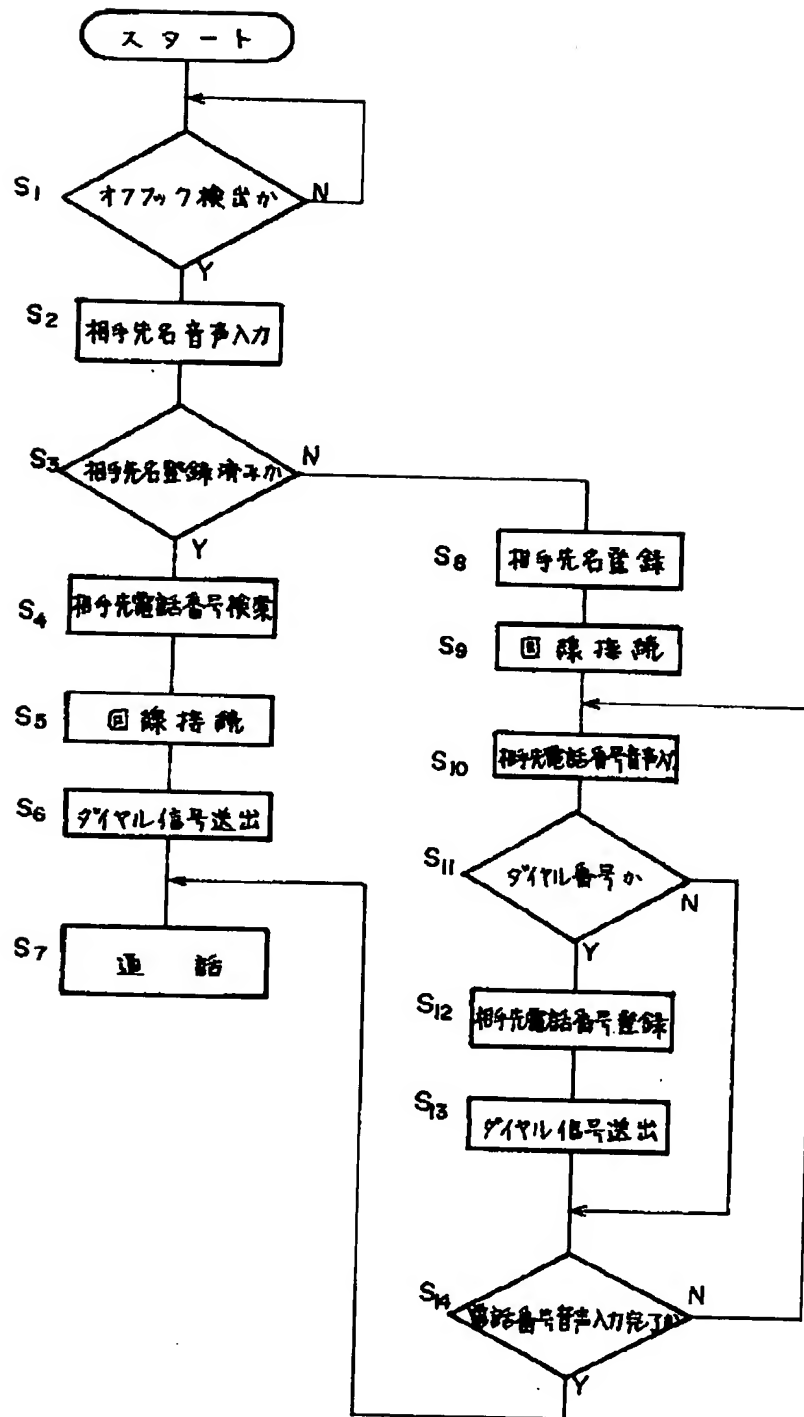 スタート
S1
オフフック検出か
N
Y
S2
相手先名音声入力
S3
相手先名登録済みか
N
Y
S4
相手先電話番号検索
S5
回線接続
S6
ダイヤル信号送出
S7
通話
S8
相手先名登録
S9
回線接続
S10
相手先電話番号音声入力
S11
ダイヤル番号か
N
Y
S12
相手先電話番号登録
S13
ダイヤル信号送出
S14
電話番号音声入力完了か
N
Y